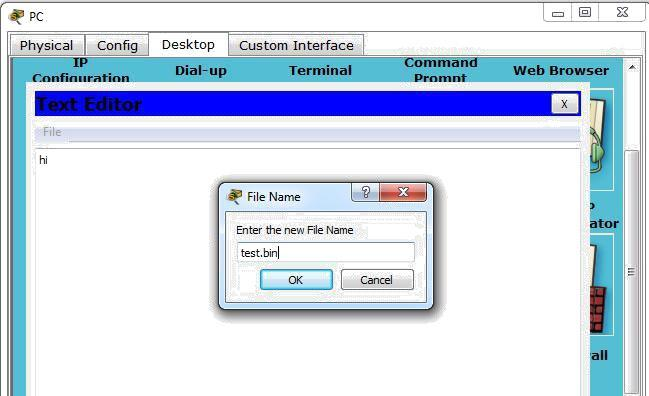 PC
Physical Config Desktop Custom Interface
IP Configuration Dial-up Terminal Command Prompt Web Browser
Text Editor X
File
hi
File Name ?
Enter the new File Name
test.bin
OK Cancel
ator
all